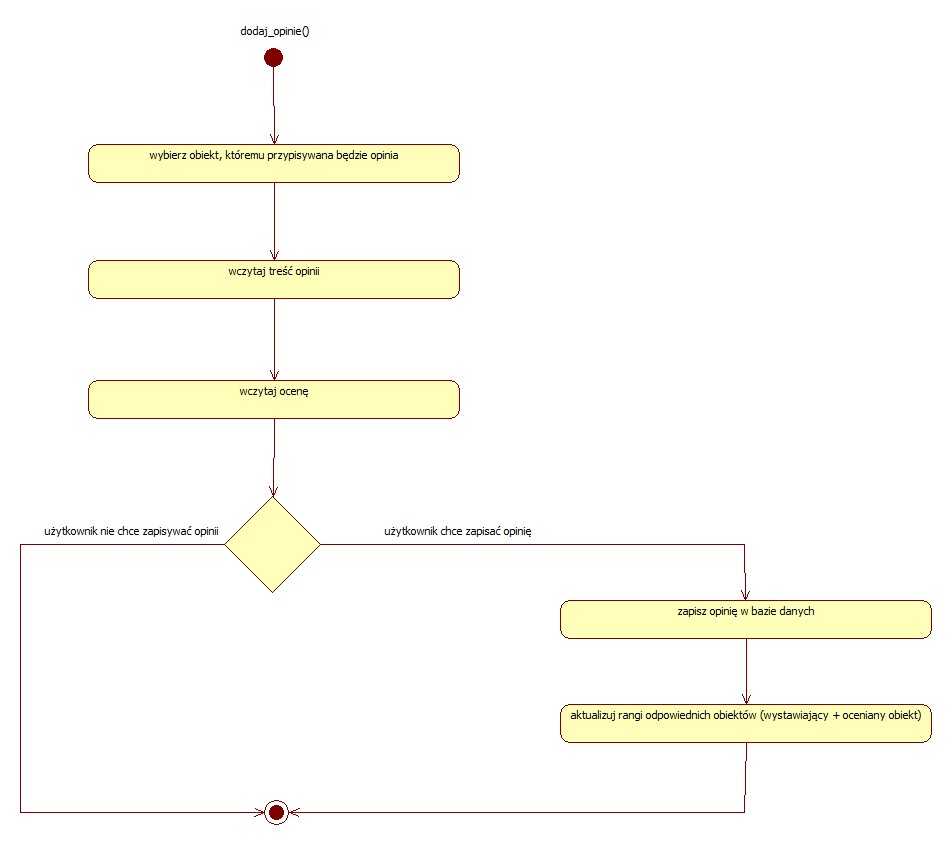 dodaj_opinie()
wybierz obiekt, któremu przypisywana będzie opinia
wczytaj treść opinii
wczytaj ocenę
użytkownik nie chce zapisywać opinii
użytkownik chce zapisać opinię
zapisz opinię w bazie danych
aktualizuj rangi odpowiednich obiektów (wystawiający + oceniany obiekt)